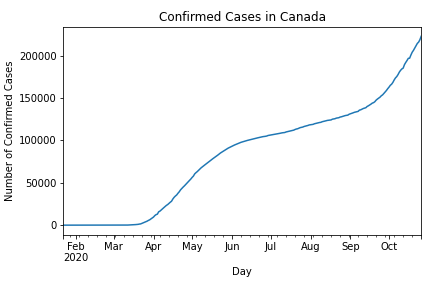 Confirmed Cases in Canada
Number of Confirmed Cases
200000
150000
100000
50000
0
Feb Mar Apr May Jun Jul Aug Sep Oct
2020
Day